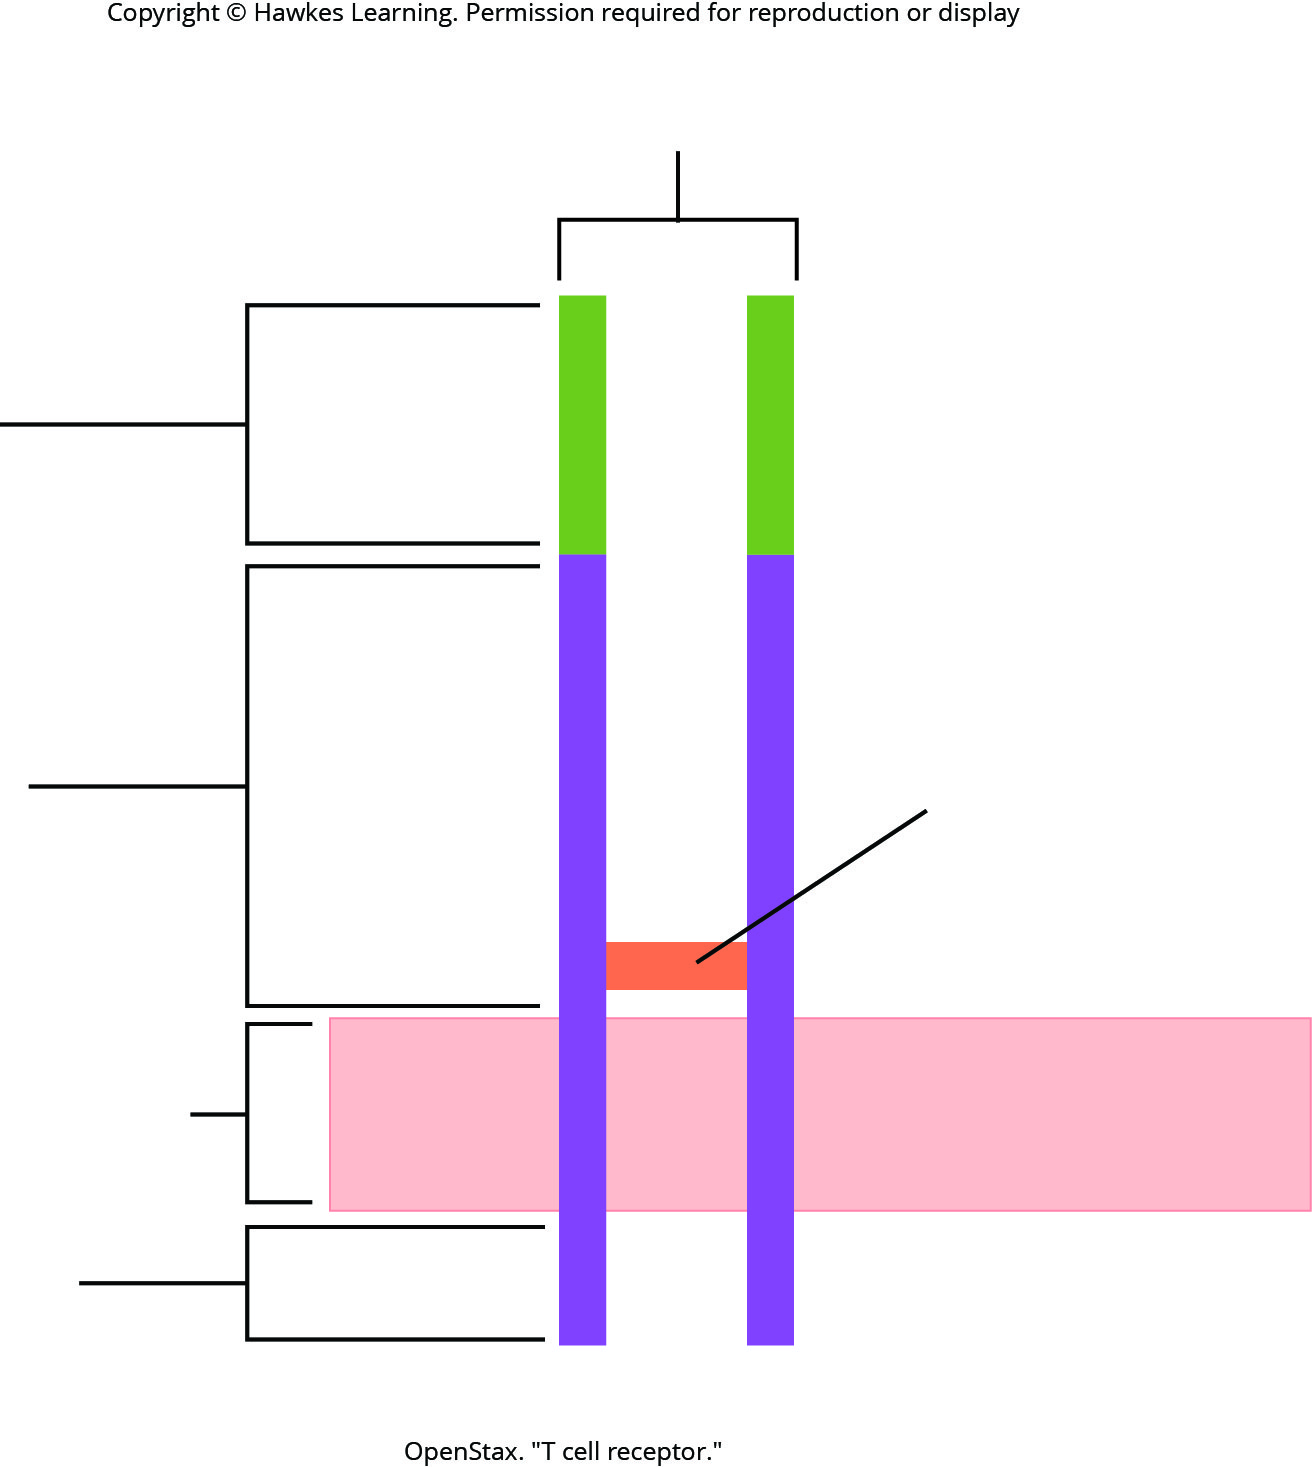 Copyright © Hawkes Learning. Permission required for reproduction or display
OpenStax. "T cell receptor."